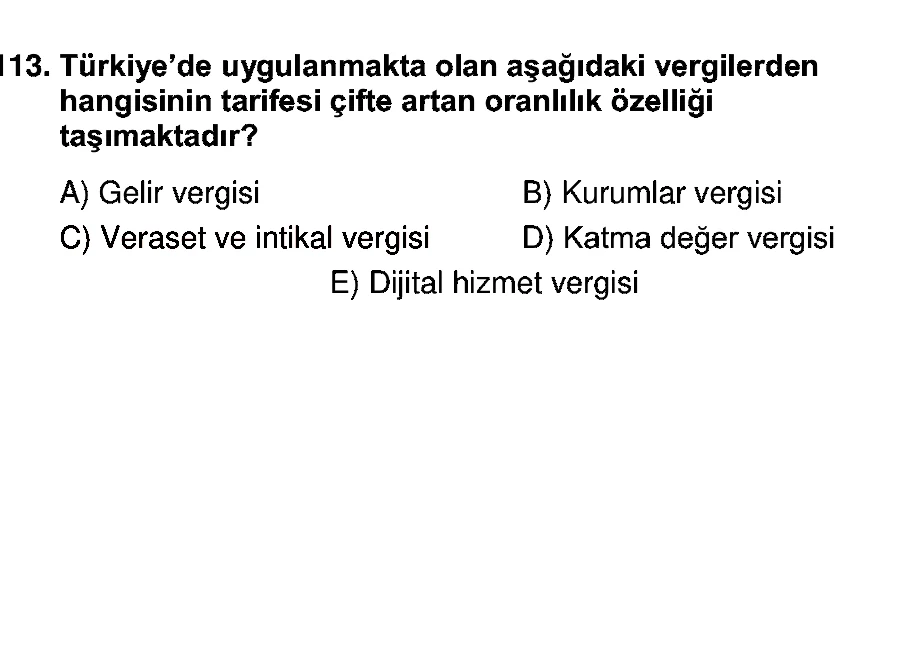 113. Türkiye’de uygulanmakta olan aşağıdaki vergilerden
hangisinin tarifesi çifte artan oranlılık özelliği
taşımaktadır?
A) Gelir vergisi B) Kurumlar vergisi
C) Veraset ve intikal vergisi D) Katma değer vergisi
E) Dijital hizmet vergisi